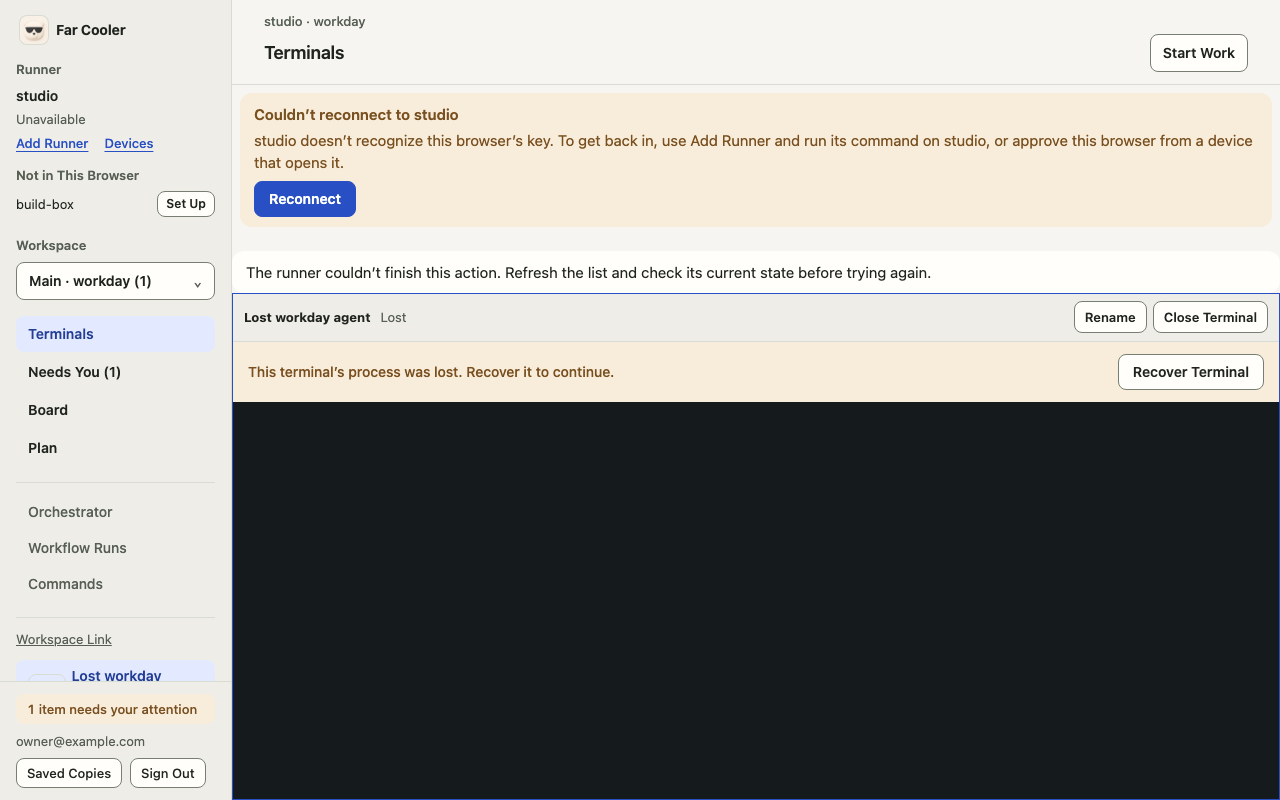 Far Cooler
Runner
studio
Unavailable
Add Runner Devices
Not in This Browser
build-box Set Up
Workspace
Main · workday (1)
Terminals
Needs You (1)
Board
Plan
Orchestrator
Workflow Runs
Commands
Workspace Link
Lost workday
1 item needs your attention
owner@example.com
Saved Copies Sign Out
studio · workday
Terminals
Start Work
Couldn’t reconnect to studio
studio doesn’t recognize this browser’s key. To get back in, use Add Runner and run its command on studio, or approve this browser from a device
that opens it.
Reconnect
The runner couldn’t finish this action. Refresh the list and check its current state before trying again.
Lost workday agent Lost Rename Close Terminal
This terminal’s process was lost. Recover it to continue. Recover Terminal